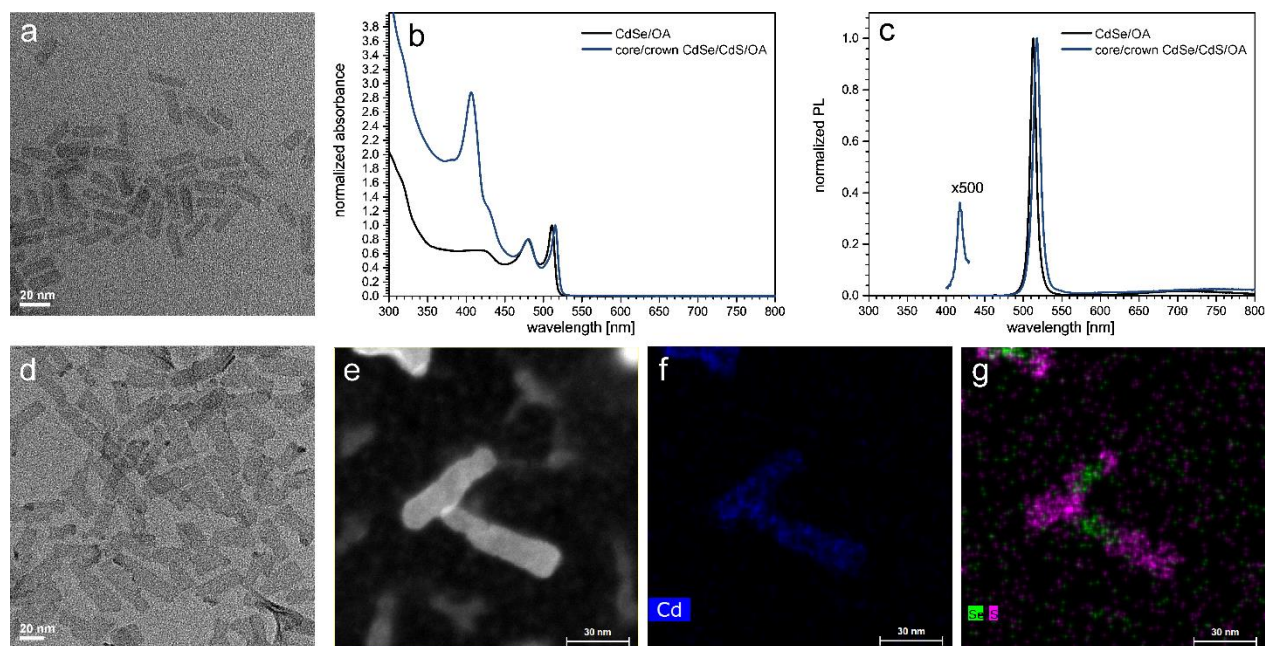 a
20 nm
b
CdSe/OA
core/crown CdSe/CdS/OA
normalized absorbance
3.8
3.6
3.4
3.2
3.0
2.8
2.6
2.4
2.2
2.0
1.8
1.6
1.4
1.2
1.0
0.8
0.6
0.4
0.2
0.0
300 350 400 450 500 550 600 650 700 750 800
wavelength [nm]
c
CdSe/OA
core/crown CdSe/CdS/OA
normalized PL
1.0
0.8
0.6
0.4
0.2
0.0
x500
300 350 400 450 500 550 600 650 700 750 800
wavelength [nm]
d
20 nm
e
30 nm
f
Cd
30 nm
g
Se S
30 nm